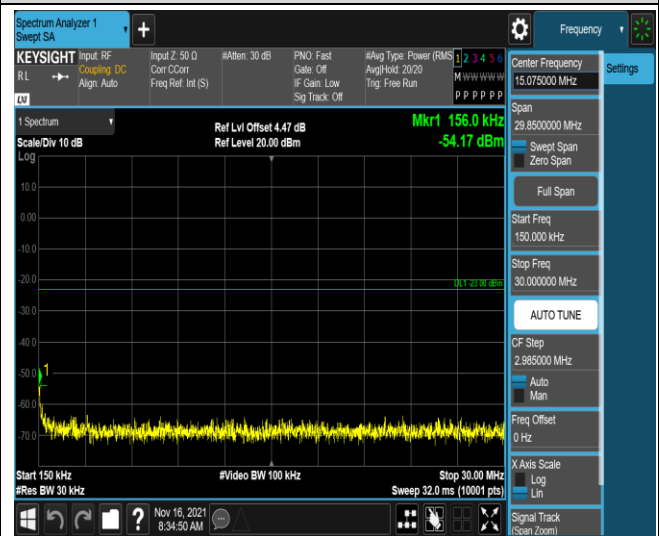 Spectrum Analyzer 1
Swept SA
Frequency
KEYSIGHT
RL
LXI
Input: RF
Coupling: DC
Align: Auto
Input Z: 50 Ω
Corr CCorr
Freq Ref: Int (S)
#Atten: 30 dB
PNO: Fast
Gate: Off
IF Gain: Low
Sig Track: Off
#Avg Type: Power (RMS
Avg|Hold: 20/20
Trig: Free Run
1 2 3 4 5 6
M W W W W W
P P P P P P
1 Spectrum
Scale/Div 10 dB
Ref Lvl Offset 4.47 dB
Ref Level 20.00 dBm
Mkr1 156.0 kHz
-54.17 dBm
Log
10.0
0.00
-10.0
-20.0
DL1 -23.00 dBm
-30.0
-40.0
-50.0
1
-60.0
-70.0
Start 150 kHz
#Video BW 100 kHz
Stop 30.00 MHz
#Res BW 30 kHz
Sweep 32.0 ms (10001 pts)
?
Nov 16, 2021
8:34:50 AM
Center Frequency
15.075000 MHz
Settings
Span
29.8500000 MHz
Swept Span
Zero Span
Full Span
Start Freq
150.000 kHz
Stop Freq
30.000000 MHz
AUTO TUNE
CF Step
2.985000 MHz
Auto
Man
Freq Offset
0 Hz
X Axis Scale
Log
Lin
Signal Track
(Span Zoom)